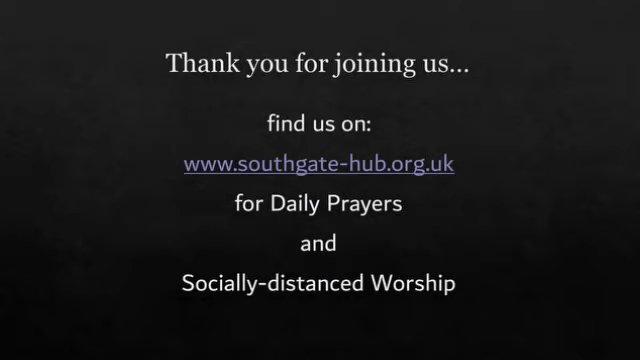 Thank you for joining us...
find us on:
www.southgate-hub.org.uk
for Daily Prayers
and
Socially-distanced Worship